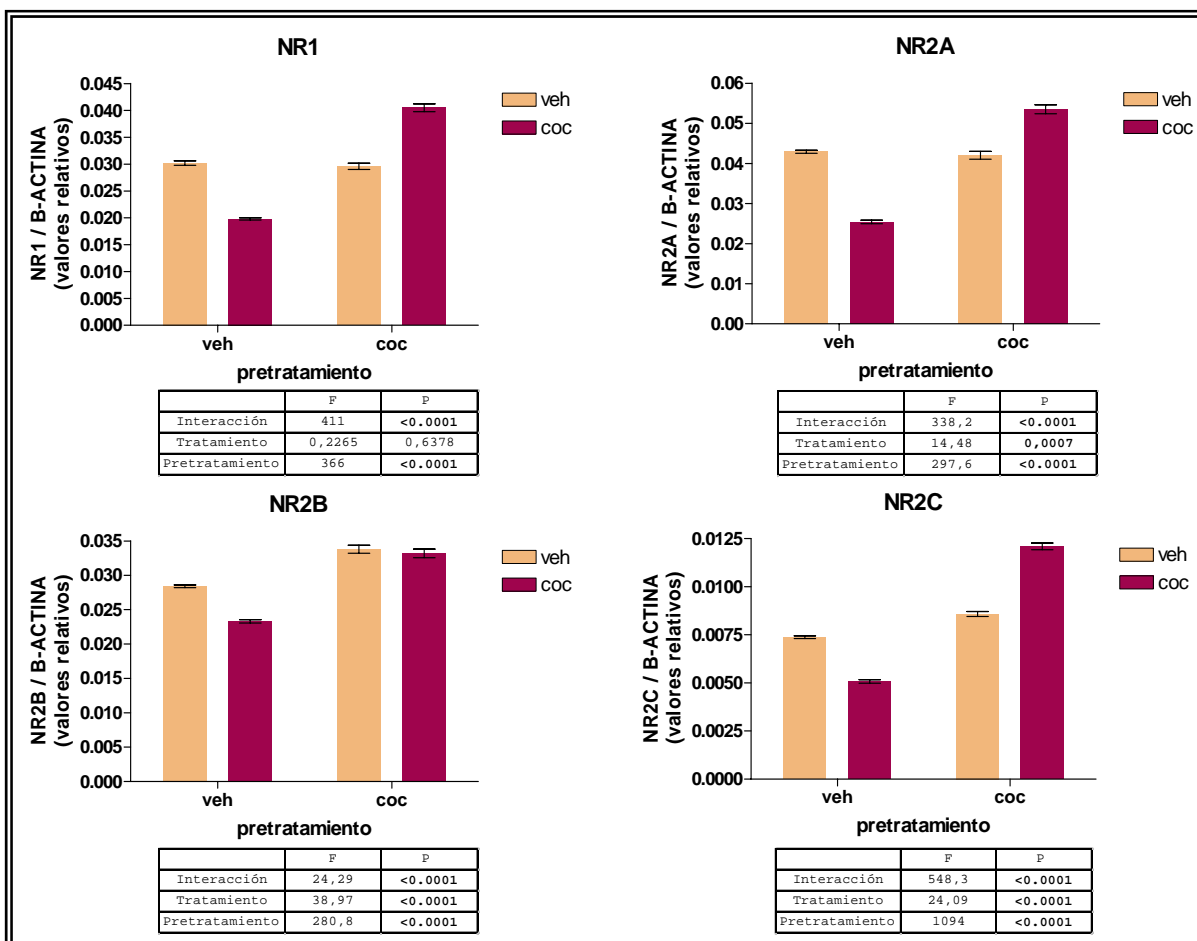 NR1
0.045
0.040
0.035
0.030
0.025
0.020
0.015
0.010
0.005
0.000
NR1 / B-ACTINA
(valores relativos)
veh
coc
veh coc
pretratamiento
F P
Interacción 411 <0.0001
Tratamiento 0,2265 0,6378
Pretratamiento 366 <0.0001
NR2A
0.06
0.05
0.04
0.03
0.02
0.01
0.00
NR2A / B-ACTINA
(valores relativos)
veh
coc
veh coc
pretratamiento
F P
Interacción 338,2 <0.0001
Tratamiento 14,48 0,0007
Pretratamiento 297,6 <0.0001
NR2B
0.035
0.030
0.025
0.020
0.015
0.010
0.005
0.000
NR2B / B-ACTINA
(valores relativos)
veh
coc
veh coc
pretratamiento
F P
Interacción 24,29 <0.0001
Tratamiento 38,97 <0.0001
Pretratamiento 280,8 <0.0001
NR2C
0.0125
0.0100
0.0075
0.0050
0.0025
0.0000
NR2C / B-ACTINA
(valores relativos)
veh
coc
veh coc
pretratamiento
F P
Interacción 548,3 <0.0001
Tratamiento 24,09 <0.0001
Pretratamiento 1094 <0.0001